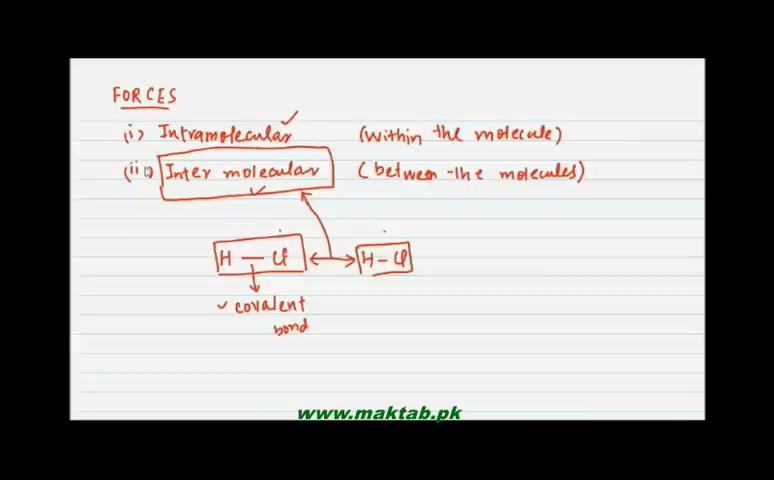 FORCES
(i) Intramolecular (within the molecule)
(ii) Inter molecular (between the molecules)
H — Cl H - Cl
covalent
bond
www.maktab.pk